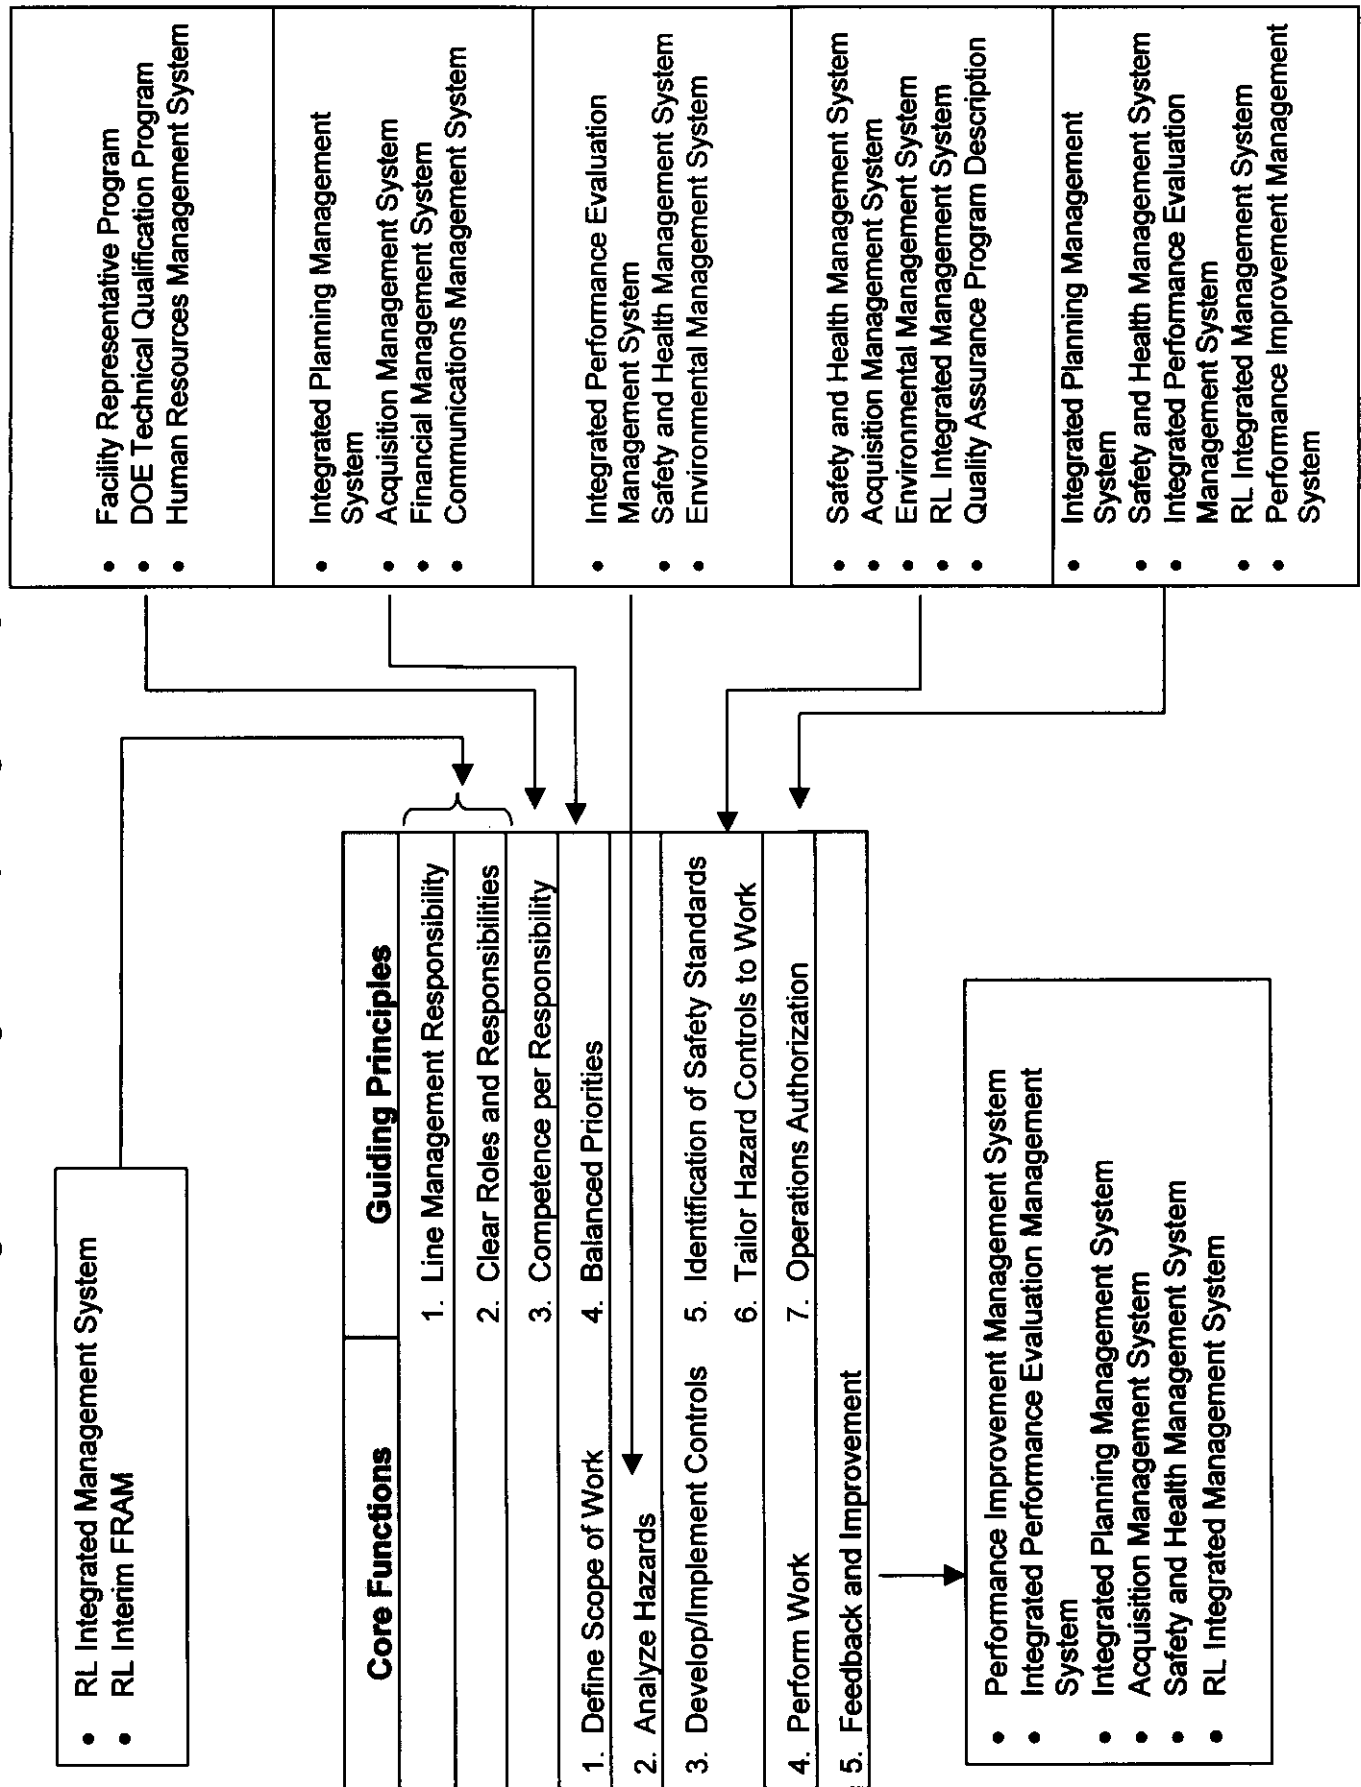 • RL Integrated Management System
• RL Interim FRAM
Core Functions
Guiding Principles
1. Line Management Responsibility
2. Clear Roles and Responsibilities
3. Competence per Responsibility
1. Define Scope of Work
4. Balanced Priorities
2. Analyze Hazards
3. Develop/Implement Controls
5. Identification of Safety Standards
6. Tailor Hazard Controls to Work
4. Perform Work
7. Operations Authorization
5. Feedback and Improvement
• Performance Improvement Management System
• Integrated Performance Evaluation Management
System
• Integrated Planning Management System
• Acquisition Management System
• Safety and Health Management System
• RL Integrated Management System
• Facility Representative Program
• DOE Technical Qualification Program
• Human Resources Management System
• Integrated Planning Management
System
• Acquisition Management System
• Financial Management System
• Communications Management System
• Integrated Performance Evaluation
Management System
• Safety and Health Management System
• Environmental Management System
• Safety and Health Management System
• Acquisition Management System
• Environmental Management System
• RL Integrated Management System
• Quality Assurance Program Description
• Integrated Planning Management
System
• Safety and Health Management System
• Integrated Performance Evaluation
Management System
• RL Integrated Management System
• Performance Improvement Management
System